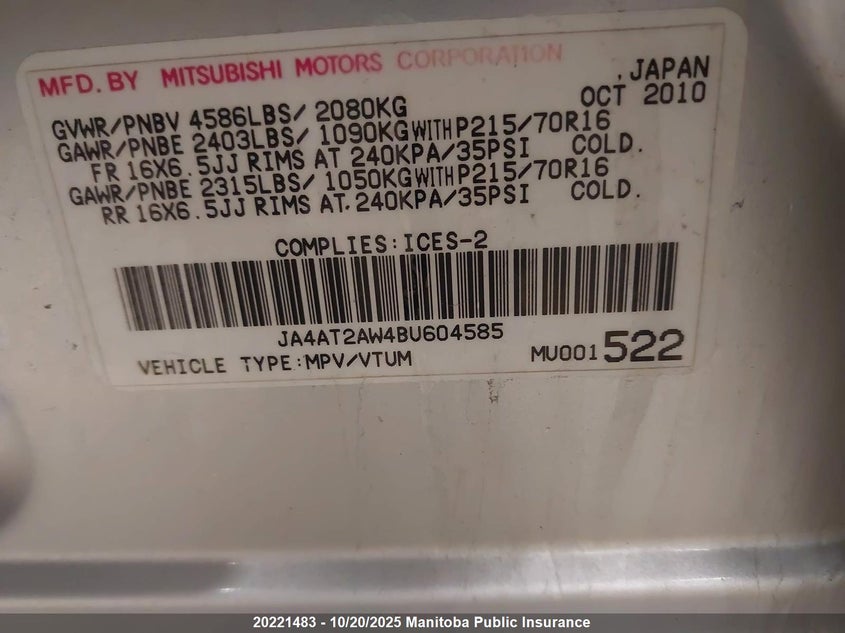 MFD. BY MITSUBISHI MOTORS CORPORATION
, JAPAN
OCT 2010
GVWR/PNBV 4586LBS/ 2080KG
GAWR/PNBE 2403LBS/ 1090KG WITH P215/70R16
FR 16X6.5JJ RIMS AT 240KPA/35PSI COLD.
GAWR/PNBE 2315LBS/ 1050KG WITH P215/70R16
RR 16X6.5JJ RIMS AT. 240KPA/35PSI COLD.
COMPLIES:ICES-2
JA4AT2AW4BU604585
VEHICLE TYPE:MPV/VTUM MU001522
20221483 - 10/20/2025 Manitoba Public Insurance